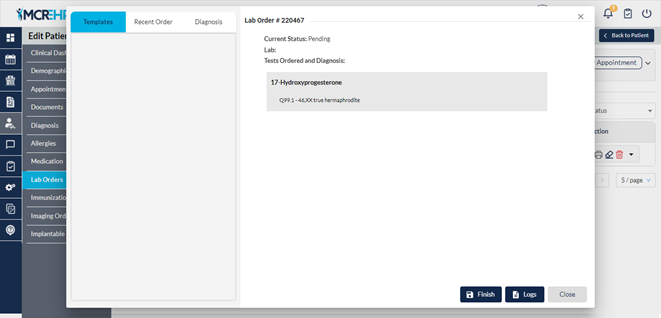 MCREHR
Edit Patie
Back to Patient
Clinical Dash
Demographi
Appointmen
Documents
Diagnosis
Allergies
Medication
Lab Orders
Immunizatio
Imaging Ord
Implantable
Templates
Recent Order
Diagnosis
Lab Order # 220467
Current Status: Pending
Lab:
Tests Ordered and Diagnosis:
17-Hydroxyprogesterone
Q99.1 - 46,XX true hermaphrodite
Finish
Logs
Close
Appointment
atus
ction
5 / page